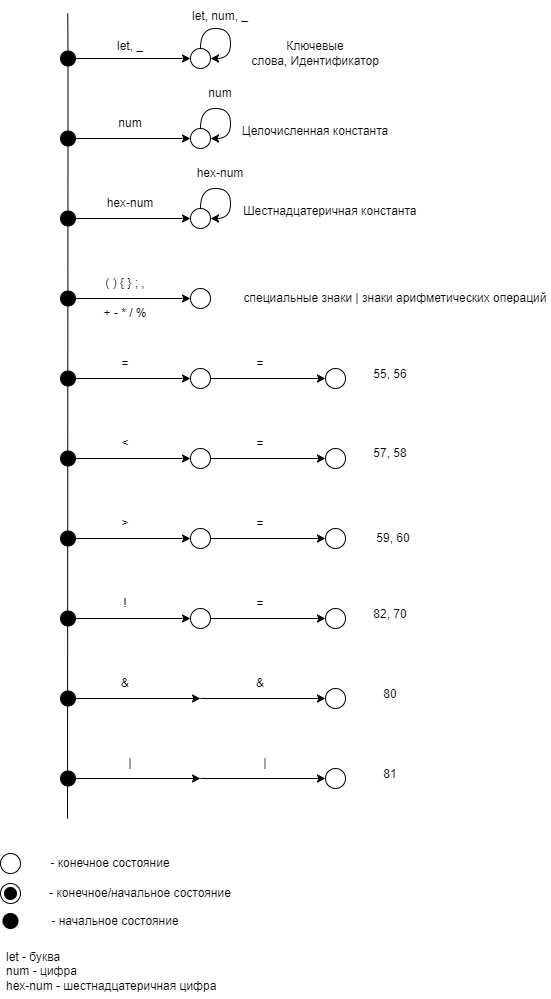 let, num, _
let, _
Ключевые
слова, Идентификатор
num
num
Целочисленная константа
hex-num
hex-num
Шестнадцатеричная константа
( ) { } ; ,
+ - * / %
специальные знаки | знаки арифметических операций
= =
55, 56
< =
57, 58
> =
59, 60
! =
82, 70
& &
80
| |
81
- конечное состояние
- конечное/начальное состояние
- начальное состояние
let - буква
num - цифра
hex-num - шестнадцатеричная цифра